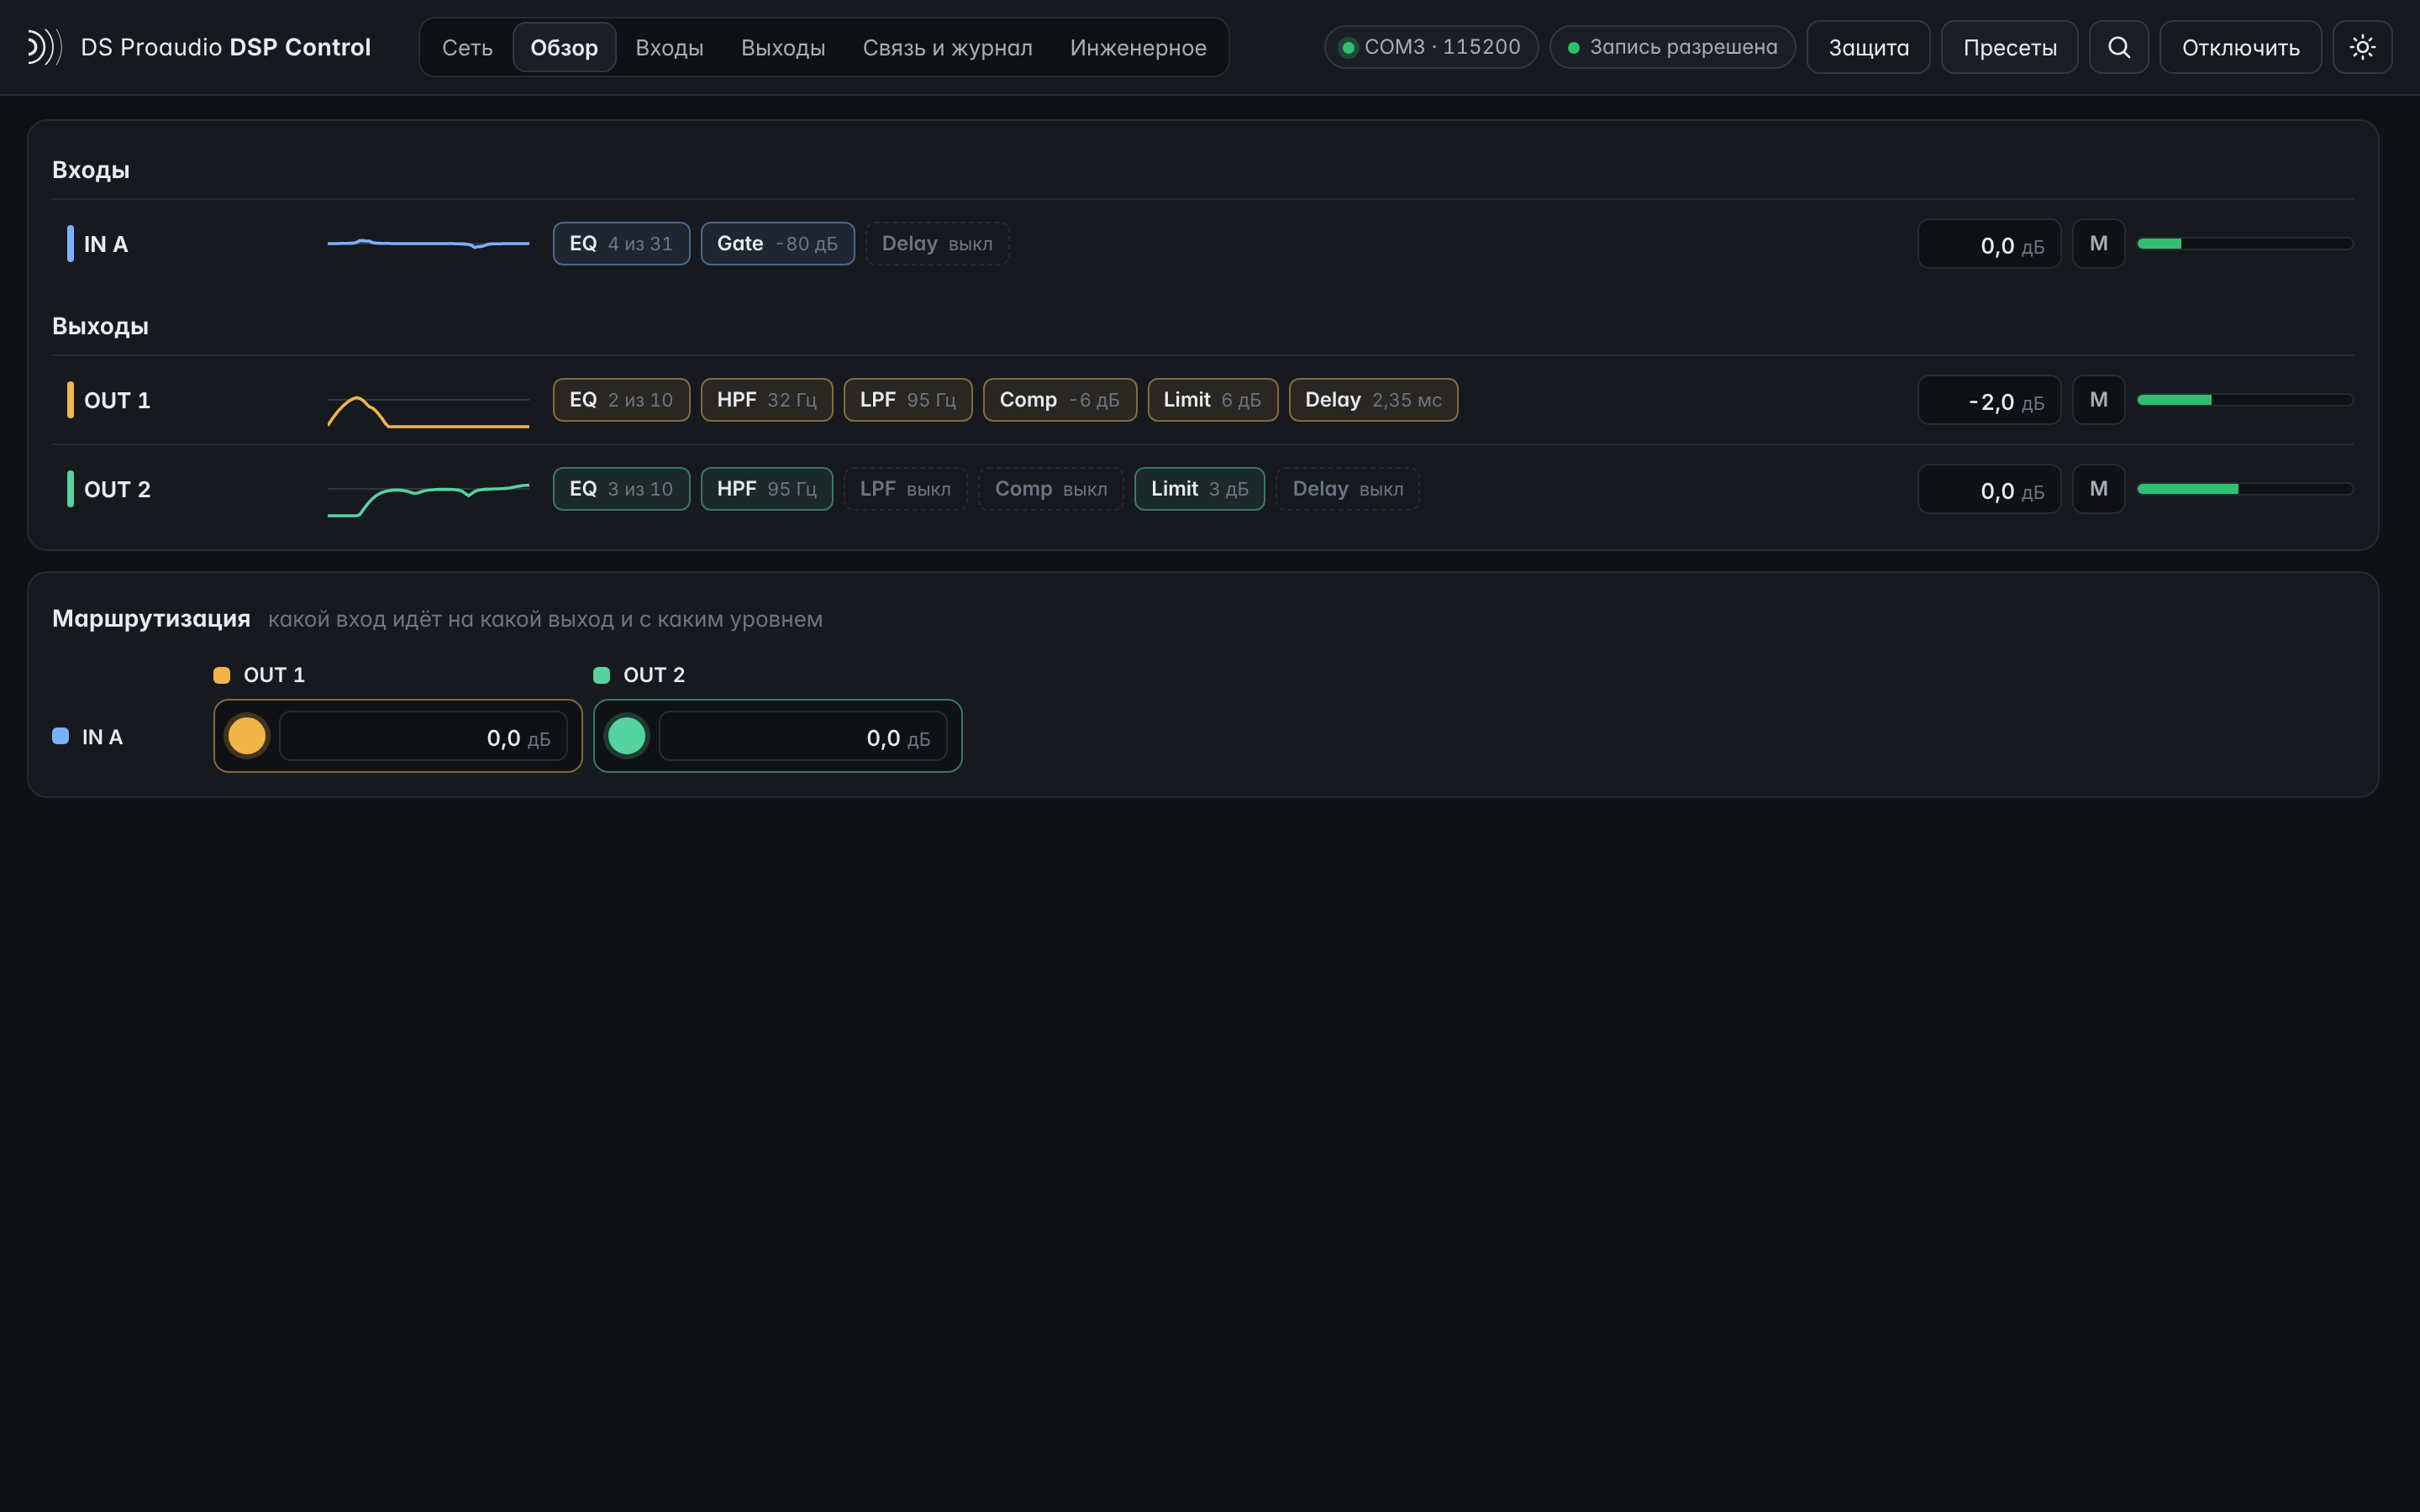 DS Proaudio DSP Control Сеть Обзор Входы Выходы Связь и журнал Инженерное COM3 · 115200 Запись разрешена Защита Пресеты Отключить
Входы
IN A EQ 4 из 31 Gate -80 дБ Delay выкл 0,0 дБ M
Выходы
OUT 1 EQ 2 из 10 HPF 32 Гц LPF 95 Гц Comp -6 дБ Limit 6 дБ Delay 2,35 мс -2,0 дБ M
OUT 2 EQ 3 из 10 HPF 95 Гц LPF выкл Comp выкл Limit 3 дБ Delay выкл 0,0 дБ M
Маршрутизация какой вход идёт на какой выход и с каким уровнем
OUT 1 OUT 2
IN A 0,0 дБ 0,0 дБ